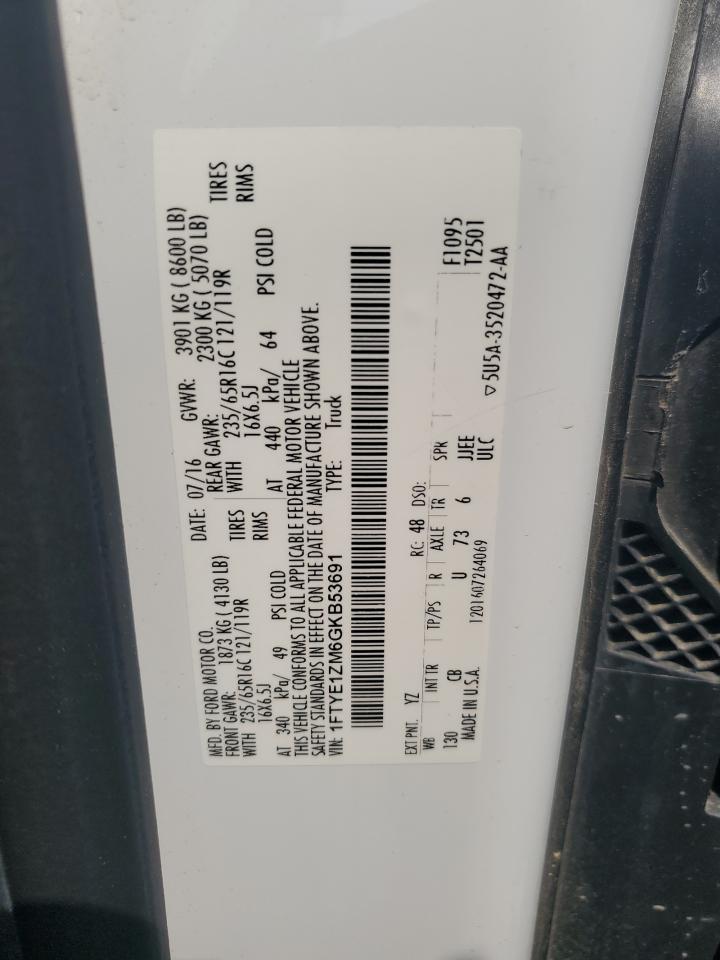 MFD. BY FORD MOTOR CO. DATE: 07/16 GVWR: 3901 KG ( 8600 LB)
FRONT GAWR: 1873 KG ( 4130 LB) REAR GAWR: 2300 KG ( 5070 LB)
WITH 235/65R16C 121/119R TIRES WITH 235/65R16C 121/119R TIRES
16X6.5J RIMS 16X6.5J RIMS
AT 340 kPa/ 49 PSI COLD AT 440 kPa/ 64 PSI COLD
THIS VEHICLE CONFORMS TO ALL APPLICABLE FEDERAL MOTOR VEHICLE
SAFETY STANDARDS IN EFFECT ON THE DATE OF MANUFACTURE SHOWN ABOVE.
VIN: 1FTYE1ZM6GKB53691 TYPE: Truck
EXT PNT: YZ RC: 48 DSO:
WB INT TR TP/PS R AXLE TR SPR F1095
130 CB U 73 6 JJEE T2501
MADE IN U.S.A. 1201607264069 ULC ▽5U5A-3520472-AA